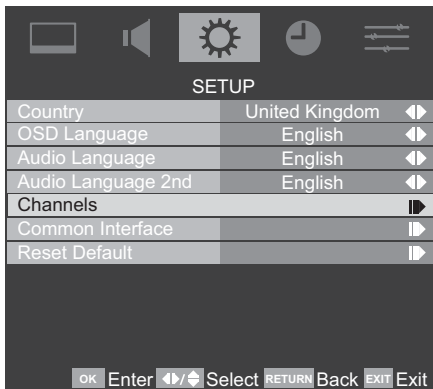 SETUP
Country United Kingdom
OSD Language English
Audio Language English
Audio Language 2nd English
Channels
Common Interface
Reset Default
OK Enter / Select RETURN Back EXIT Exit